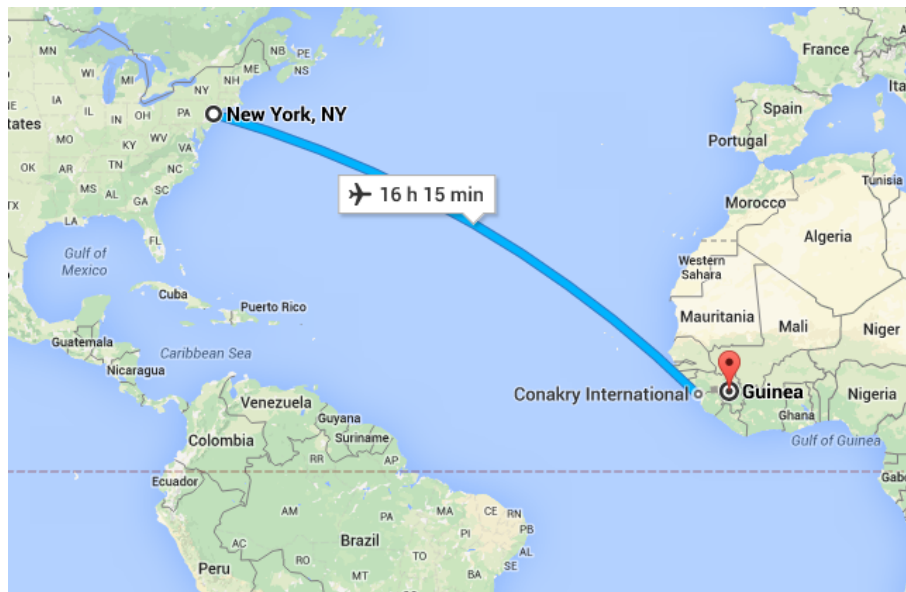 MN
NB
PE
ME
NS
WI
MI
NH
NY
France
Ita
IA
IL
IN
OH
PA
New York, NY
Spain
Portugal
tates
MO
KY
WV
VA
OK
AR
TN
NC
Tunisia
MS
AL
SC
GA
16 h 15 min
Morocco
TX
LA
FL
Algeria
Gulf of
Mexico
Western
Sahara
Cuba
Puerto Rico
Mauritania
Mali
Niger
Guatemala
Caribbean Sea
Nicaragua
Conakry International
Guinea
Nigeria
Venezuela
Guyana
Ghana
Colombia
Suriname
Gulf of Guinea
RR
AP
Ecuador
Gabo
AM
PA
MA
CE
RN
PI
PB
AC
Brazil
AL
RO
TO
SE
Peru
MT
BA